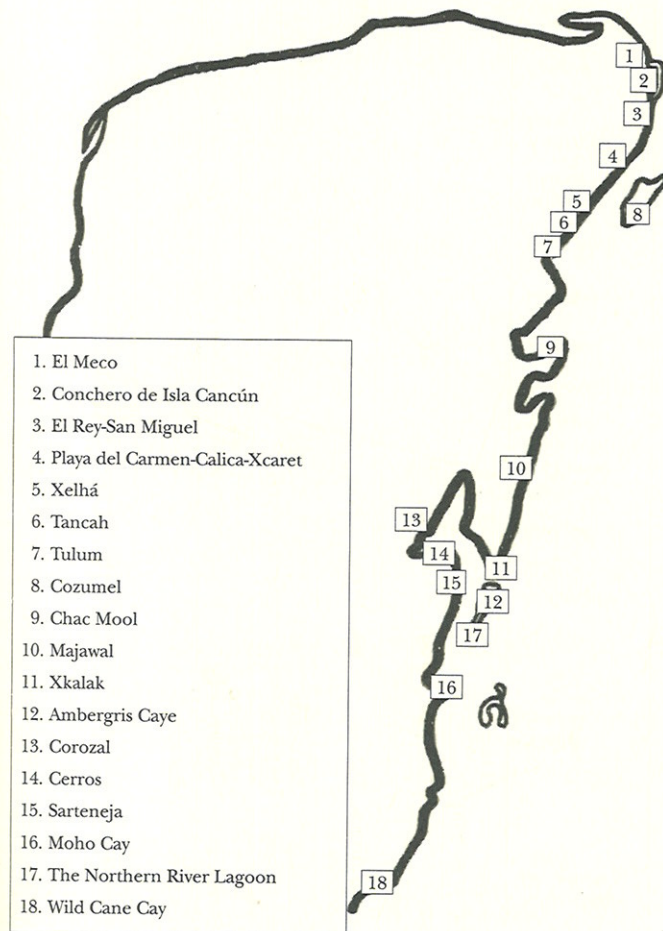 1
2
3
4
5
6
7
8
9
10
11
12
13
14
15
16
17
18
1. El Meco
2. Conchero de Isla Cancún
3. El Rey-San Miguel
4. Playa del Carmen-Calica-Xcaret
5. Xelhá
6. Tancah
7. Tulum
8. Cozumel
9. Chac Mool
10. Majawal
11. Xkalak
12. Ambergris Caye
13. Corozal
14. Cerros
15. Sarteneja
16. Moho Cay
17. The Northern River Lagoon
18. Wild Cane Cay